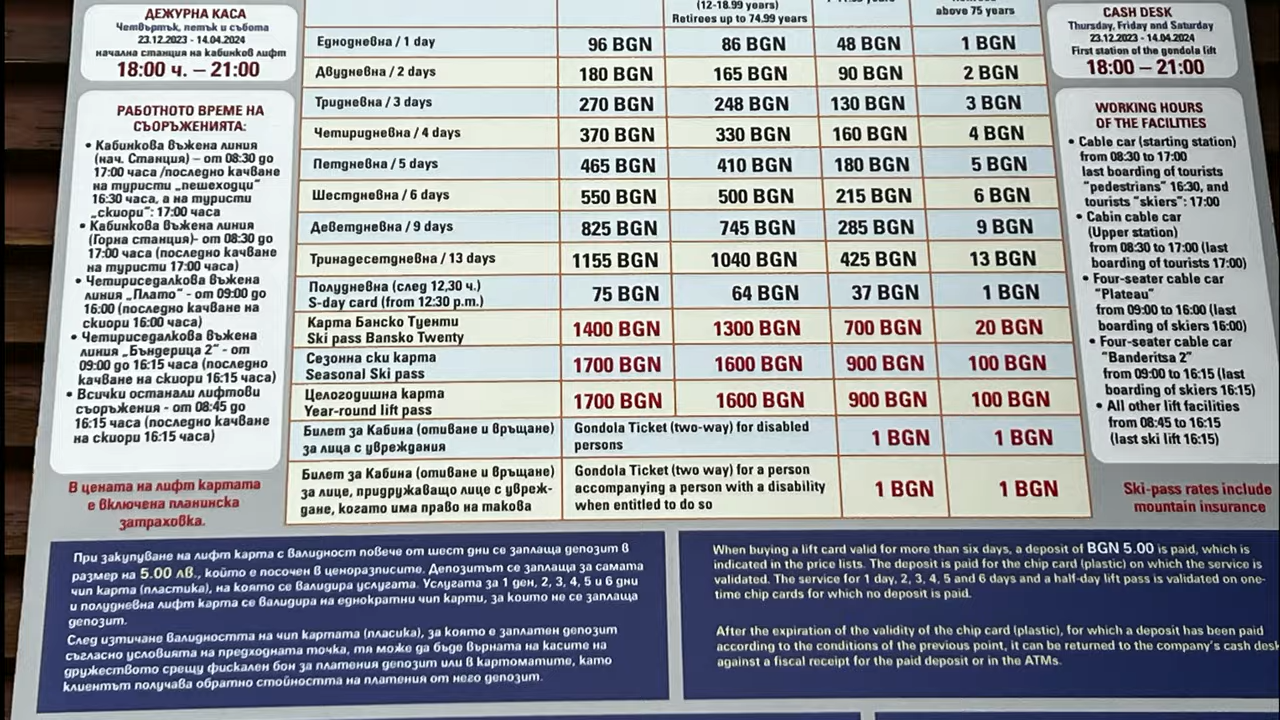 ДЕЖУРНА КАСА
Четвъртък, петък и събота
23.12.2023 - 14.04.2024
начална станция на кабинков лифт
18:00 ч. – 21:00
РАБОТНОТО ВРЕМЕ НА
СЪОРЪЖЕНИЯТА:
• Кабинкова въжена линия
(нач. Станция) – от 08:30 до
17:00 часа /последно качване
на туристи „пешеходци"
16:30 часа, а на туристи
„скиори": 17:00 часа
• Кабинкова въжена линия
(Горна станция)- от 08:30 до
17:00 часа (последно качване
на туристи 17:00 часа)
• Четириседалкова въжена
линия „Плато" - от 09:00 до
16:00 (последно качване на
скиори 16:00 часа)
• Четириседалкова въжена
линия „Бъндерица 2" - от
09:00 до 16:15 часа (последно
качване на скиори 16:15 часа)
• Всички останали лифтови
съоръжения - от 08:45 до
16:15 часа (последно качване
на скиори 16:15 часа)
В цената на лифт картата
е включена планинска
затраховка.
(12-18.99 years)
Retirees up to 74.99 years
above 75 years
Еднодневна / 1 day 96 BGN 86 BGN 48 BGN 1 BGN
Двудневна / 2 days 180 BGN 165 BGN 90 BGN 2 BGN
Тридневна / 3 days 270 BGN 248 BGN 130 BGN 3 BGN
Четиридневна / 4 days 370 BGN 330 BGN 160 BGN 4 BGN
Петдневна / 5 days 465 BGN 410 BGN 180 BGN 5 BGN
Шестдневна / 6 days 550 BGN 500 BGN 215 BGN 6 BGN
Деветдневна / 9 days 825 BGN 745 BGN 285 BGN 9 BGN
Тринадесетдневна / 13 days 1155 BGN 1040 BGN 425 BGN 13 BGN
Полудневна (след 12,30 ч.)
S-day card (from 12:30 p.m.) 75 BGN 64 BGN 37 BGN 1 BGN
Карта Банско Туенти
Ski pass Bansko Twenty 1400 BGN 1300 BGN 700 BGN 20 BGN
Сезонна ски карта
Seasonal Ski pass 1700 BGN 1600 BGN 900 BGN 100 BGN
Целогодишна карта
Year-round lift pass 1700 BGN 1600 BGN 900 BGN 100 BGN
Билет за Кабина (отиване и връщане)
за лица с увреждания
Gondola Ticket (two-way) for disabled
persons
1 BGN 1 BGN
Билет за Кабина (отиване и връщане)
за лице, придружаващо лице с увреж-
дане, когато има право на такова
Gondola Ticket (two way) for a person
accompanying a person with a disability
when entitled to do so
1 BGN 1 BGN
CASH DESK
Thursday, Friday and Saturday
23.12.2023 - 14.04.2024
First station of the gondola lift
18:00 – 21:00
WORKING HOURS
OF THE FACILITIES
• Cable car (starting station)
from 08:30 to 17:00
last boarding of tourists
"pedestrians" 16:30, and
tourists "skiers": 17:00
• Cabin cable car
(Upper station)
from 08:30 to 17:00 (last
boarding of tourists 17:00)
• Four-seater cable car
"Plateau"
from 09:00 to 16:00 (last
boarding of skiers 16:00)
• Four-seater cable car
"Banderitsa 2"
from 09:00 to 16:15 (last
boarding of skiers 16:15)
• All other lift facilities
from 08:45 to 16:15
(last ski lift 16:15)
Ski-pass rates include
mountain insurance
При закупуване на лифт карта с валидност повече от шест дни се заплаща депозит в
размер на 5.00 лв., който е посочен в ценоразписите. Депозитът се заплаща за самата
чип карта (пластика), на която се валидира услугата. Услугата за 1 ден, 2, 3, 4, 5 и 6 дни
и полудневна лифт карта се валидира на еднократни чип карти, за които не се заплаща
депозит.
След изтичане валидността на чип картата (пласика), за която е заплатен депозит
съгласно условията на предходната точка, тя може да бъде върната на касите на
дружеството срещу фискален бон за платения депозит или в картоматите, като
клиентът получава обратно стойността на платения от него депозит.
When buying a lift card valid for more than six days, a deposit of BGN 5.00 is paid, which is
indicated in the price lists. The deposit is paid for the chip card (plastic) on which the service is
validated. The service for 1 day, 2, 3, 4, 5 and 6 days and a half-day lift pass is validated on one-
time chip cards for which no deposit is paid.
After the expiration of the validity of the chip card (plastic), for which a deposit has been paid
according to the conditions of the previous point, it can be returned to the company's cash desk
against a fiscal receipt for the paid deposit or in the ATMs.